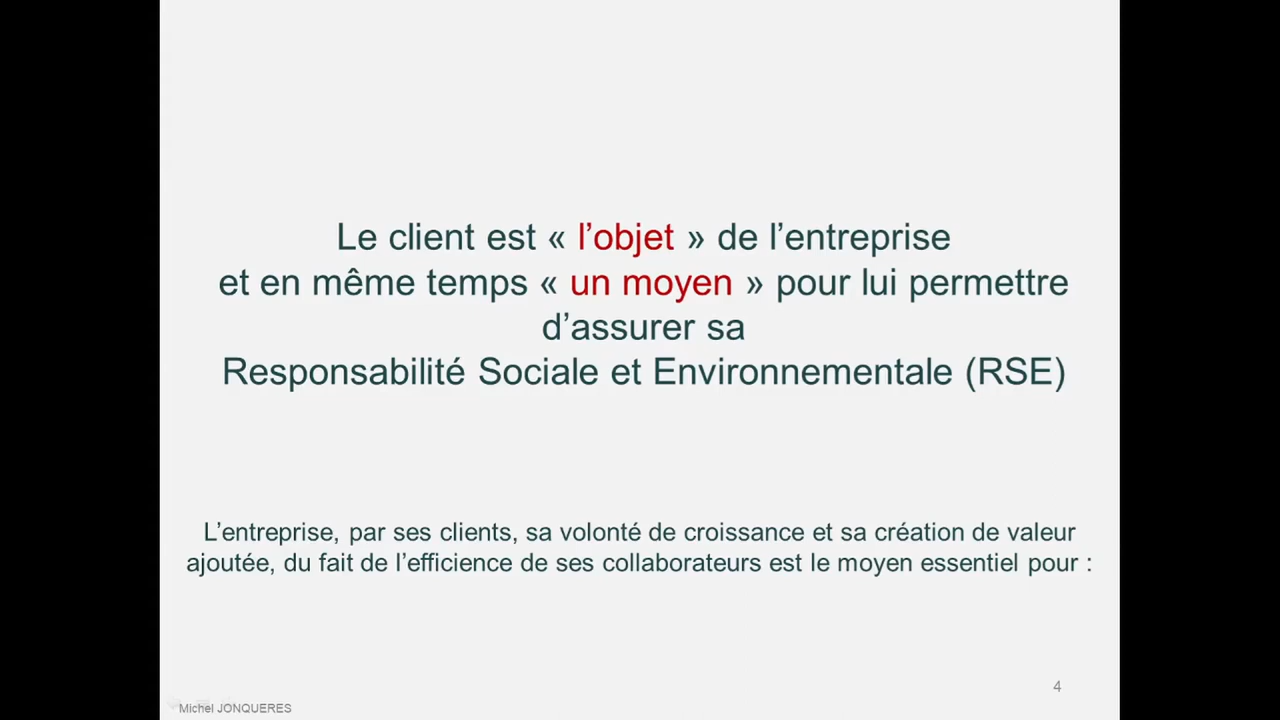 Le client est « l’objet » de l’entreprise
et en même temps « un moyen » pour lui permettre
d’assurer sa
Responsabilité Sociale et Environnementale (RSE)
L’entreprise, par ses clients, sa volonté de croissance et sa création de valeur
ajoutée, du fait de l’efficience de ses collaborateurs est le moyen essentiel pour :
4
Michel JONQUERES